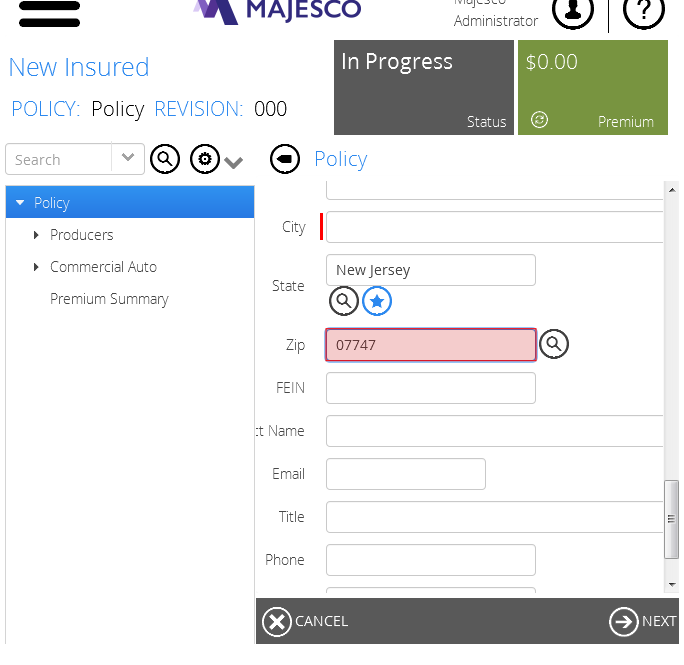 MAJESCO
Majesco
Administrator
?
New Insured
POLICY: Policy REVISION: 000
In Progress
Status
$0.00
Premium
Search
Policy
Policy
Producers
Commercial Auto
Premium Summary
City
State New Jersey
Zip 07747
FEIN
ct Name
Email
Title
Phone
CANCEL
NEXT